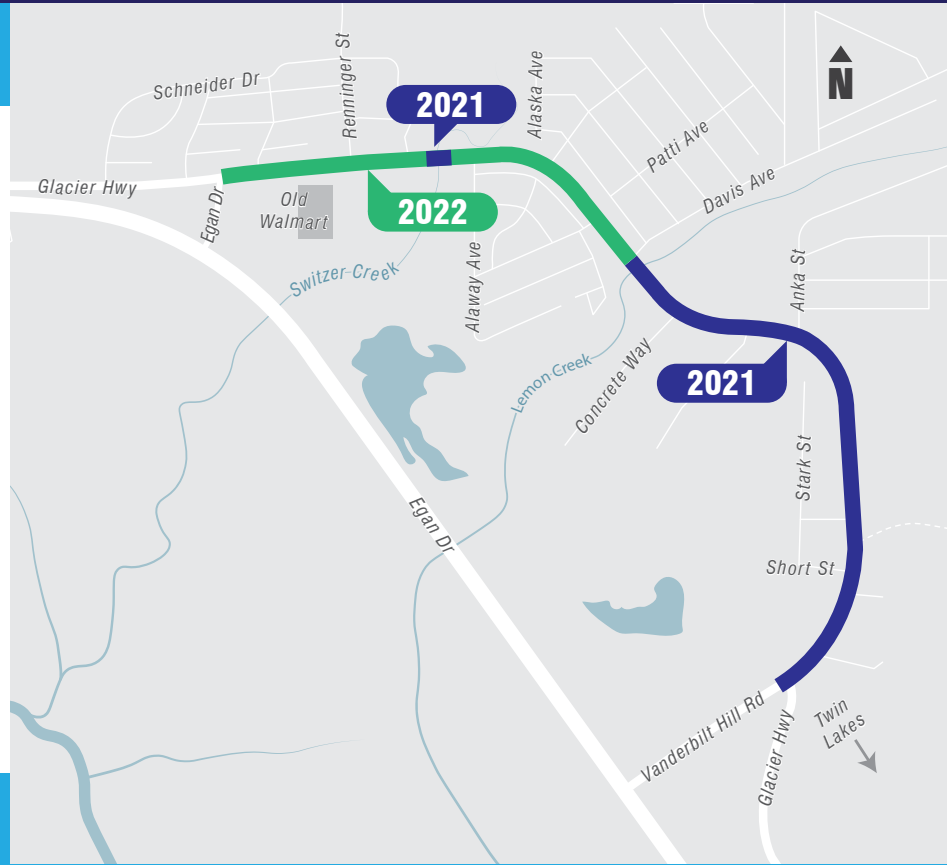 Schneider Dr
Renninger St
2021
Alaska Ave
N
Patti Ave
Davis Ave
Glacier Hwy
Egan Dr
Old
Walmart
2022
Switzer Creek
Alaway Ave
Anka St
Lemon Creek
Concrete Way
2021
Stark St
Egan Dr
Short St
Vanderbilt Hill Rd
Glacier Hwy
Twin
Lakes